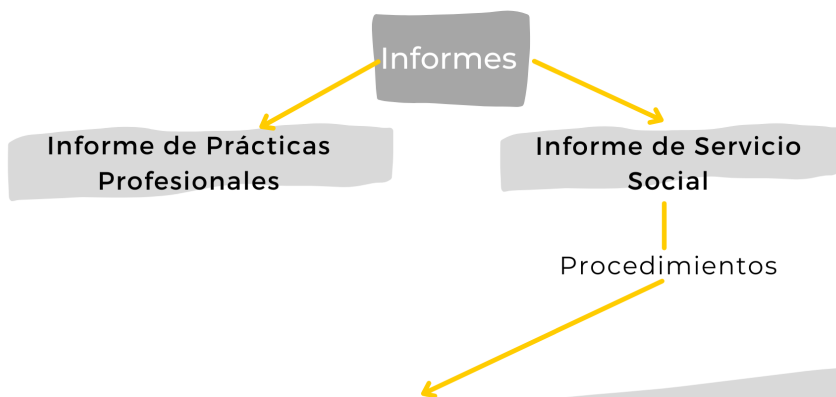 Informes
Informe de Prácticas
Profesionales
Informe de Servicio
Social
Procedimientos